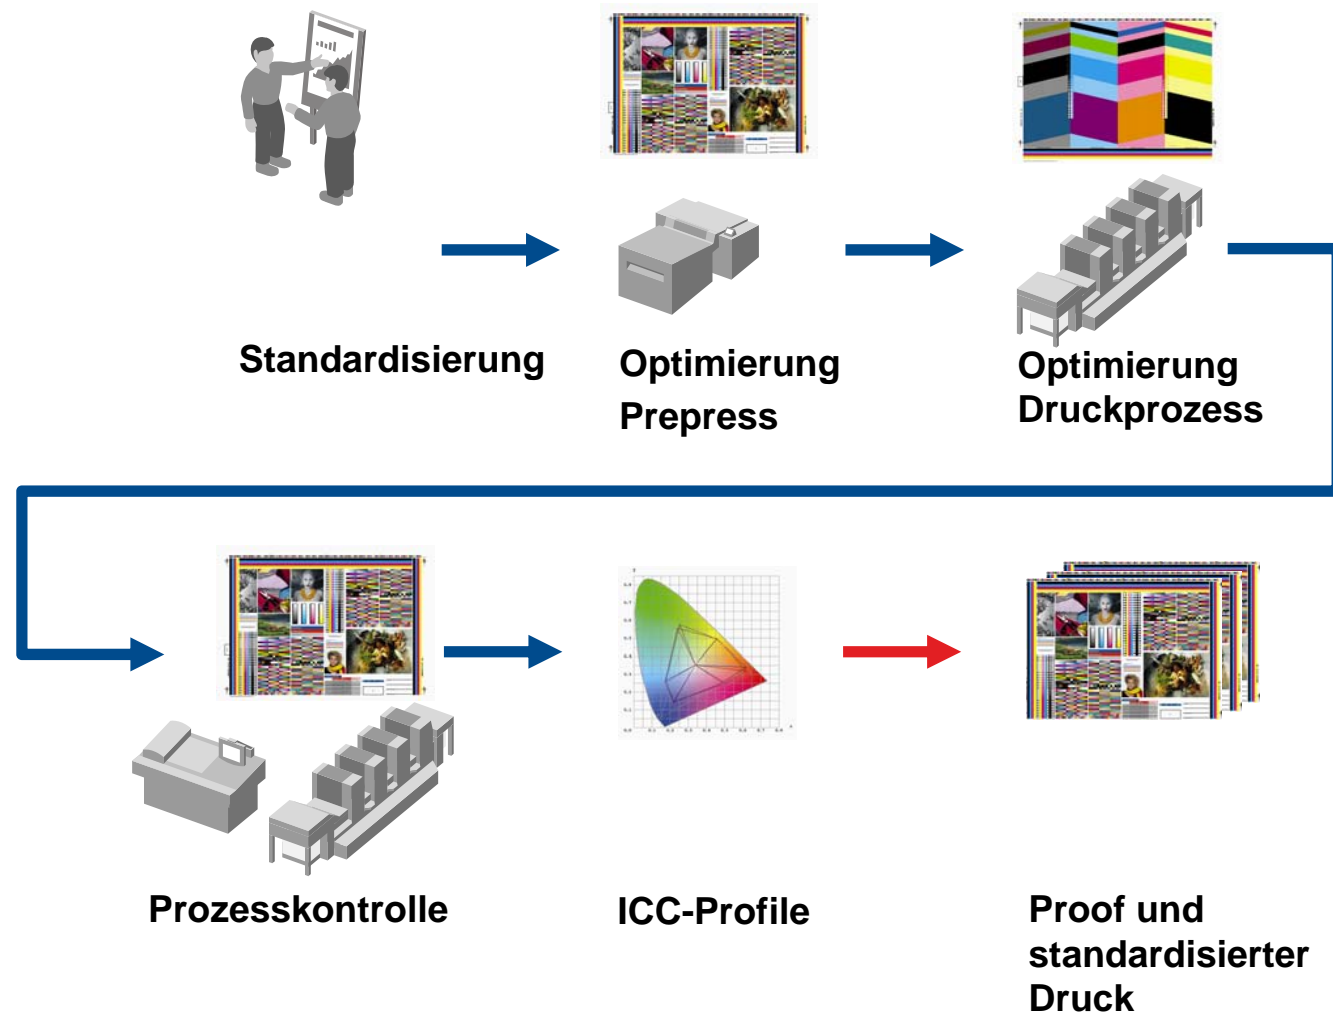 Standardisierung
Optimierung
Prepress
Optimierung
Druckprozess
Prozesskontrolle
ICC-Profile
Proof und
standardisierter
Druck